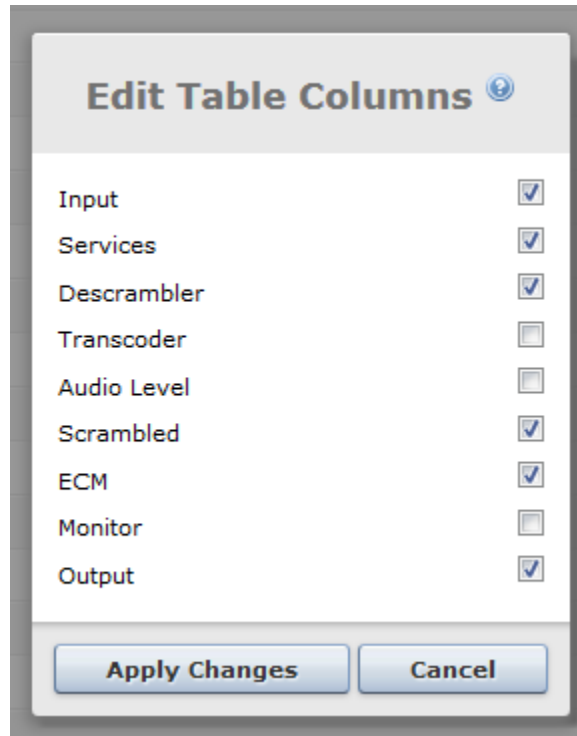 Edit Table Columns
Input
Services
Descrambler
Transcoder
Audio Level
Scrambled
ECM
Monitor
Output
Apply Changes Cancel